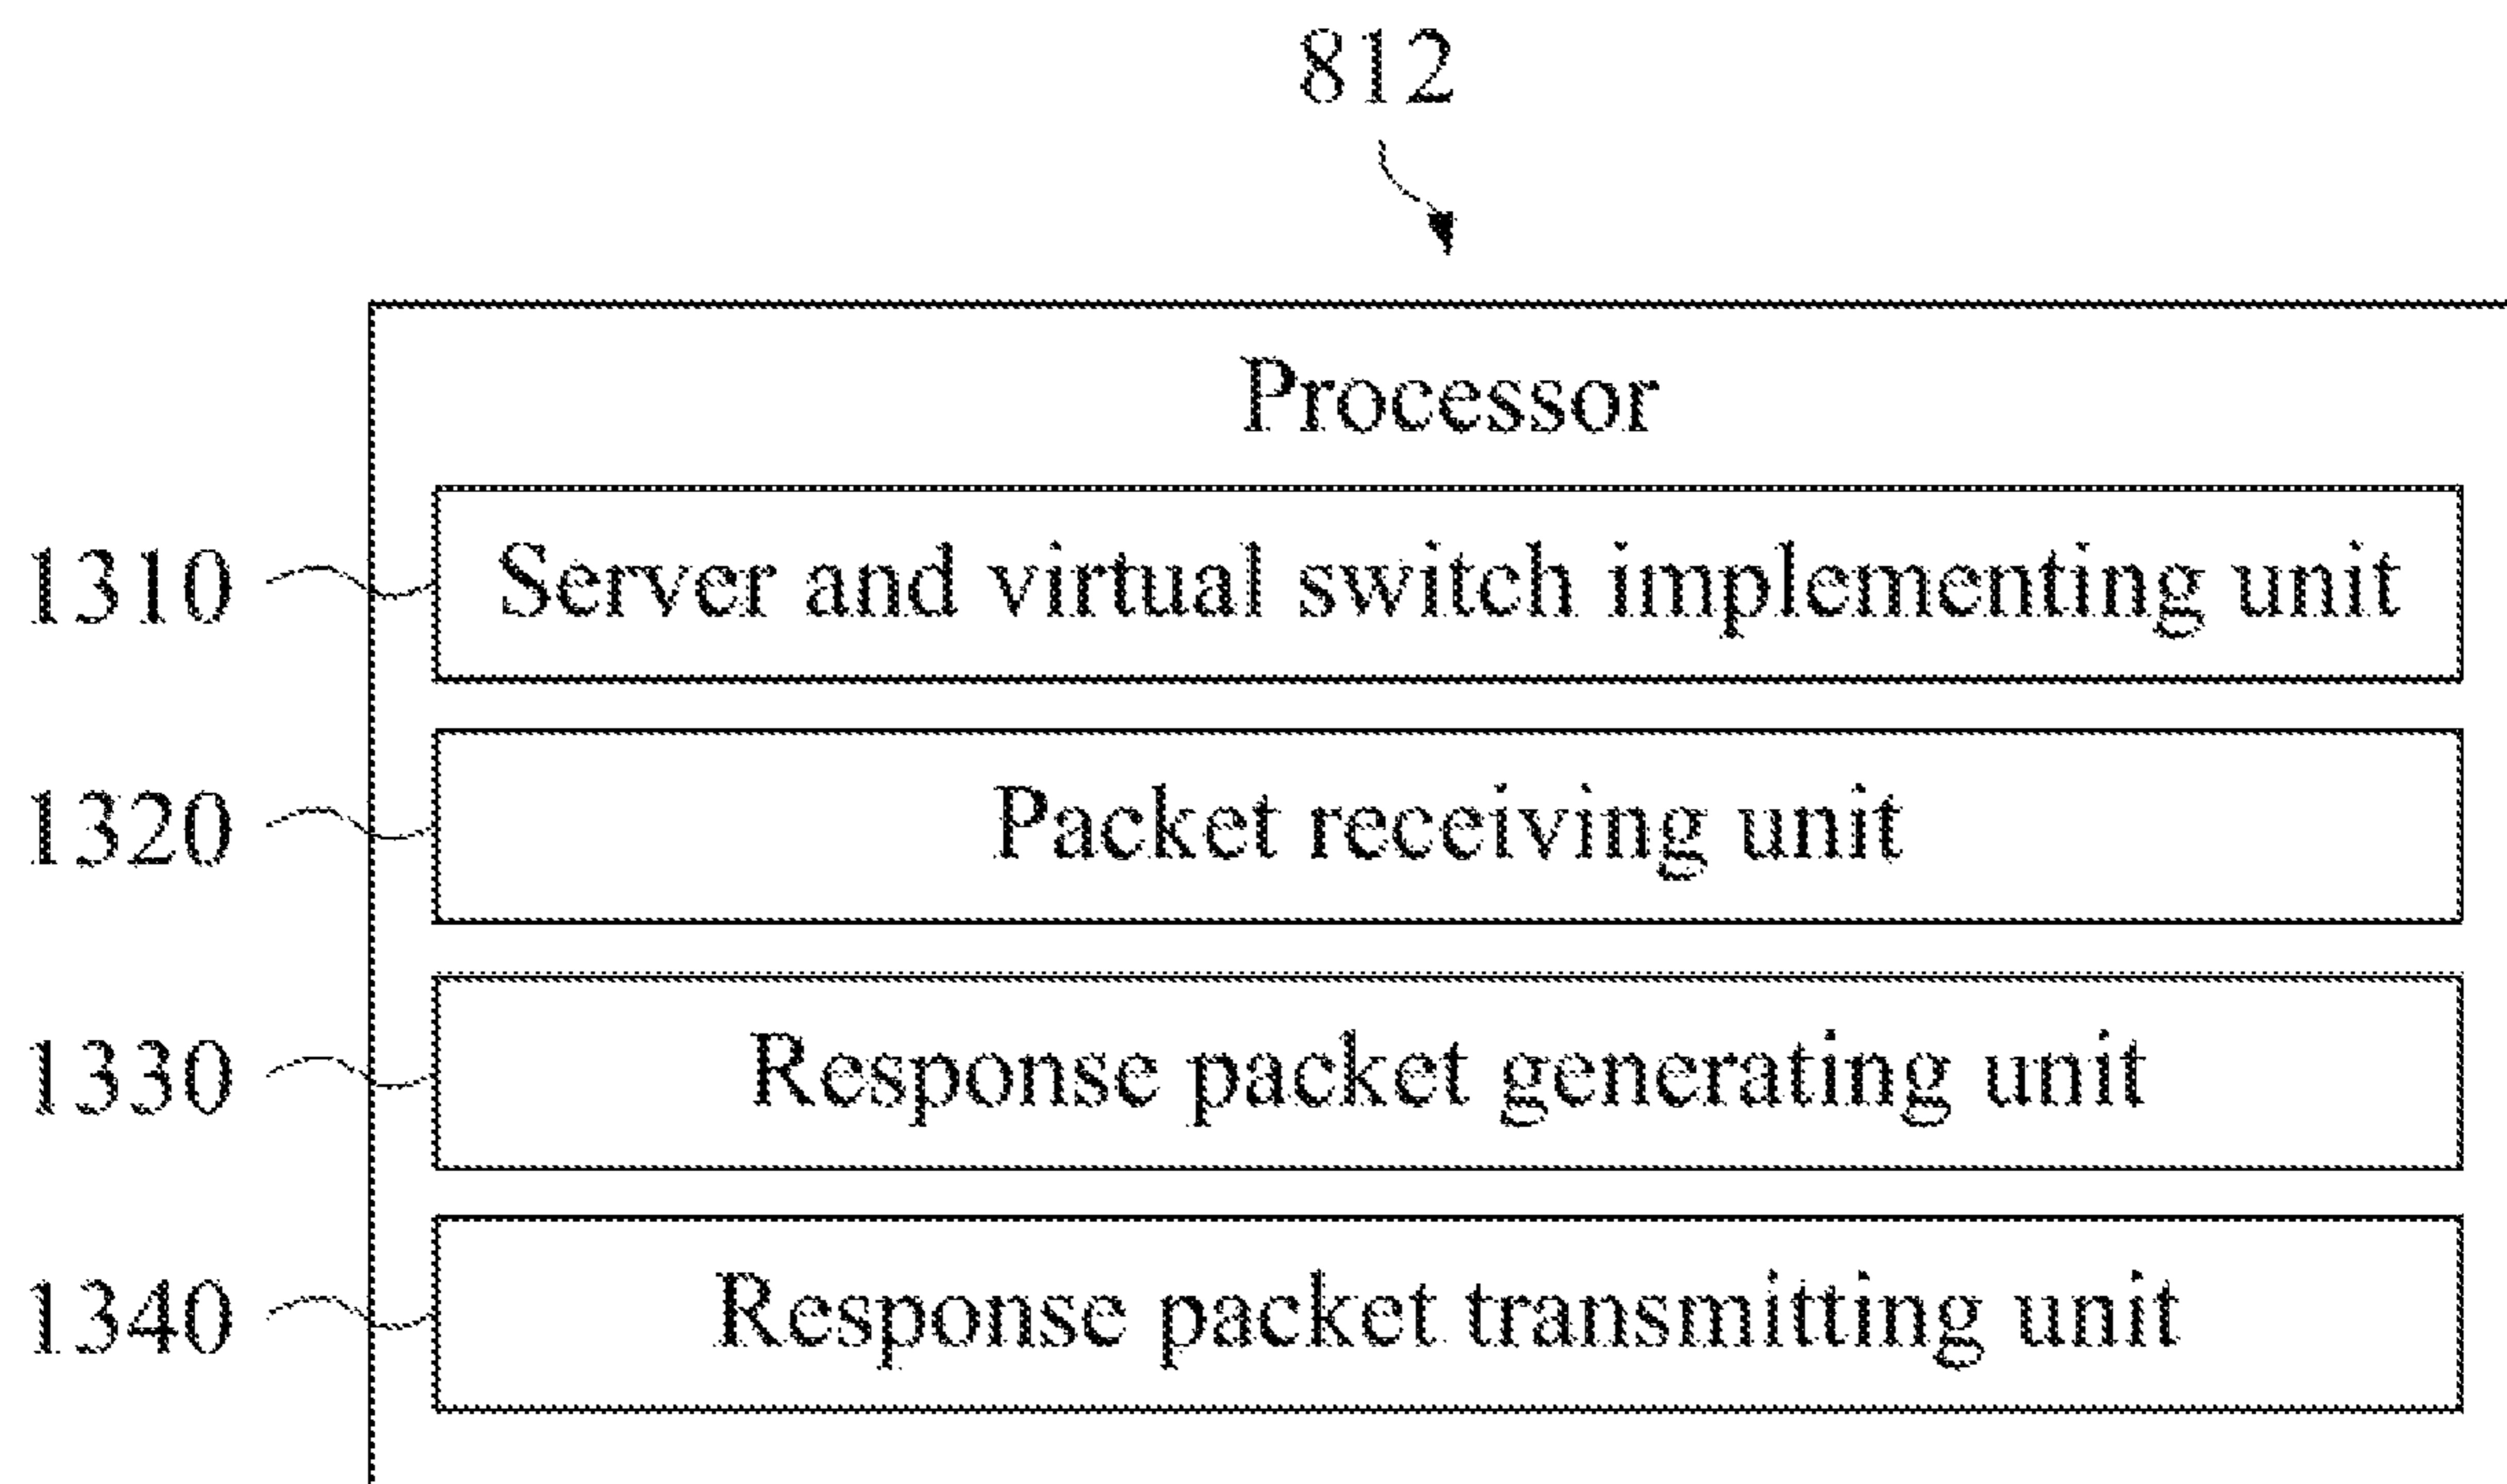 812
Processor
1310 Server and virtual switch implementing unit
1320 Packet receiving unit
1330 Response packet generating unit
1340 Response packet transmitting unit